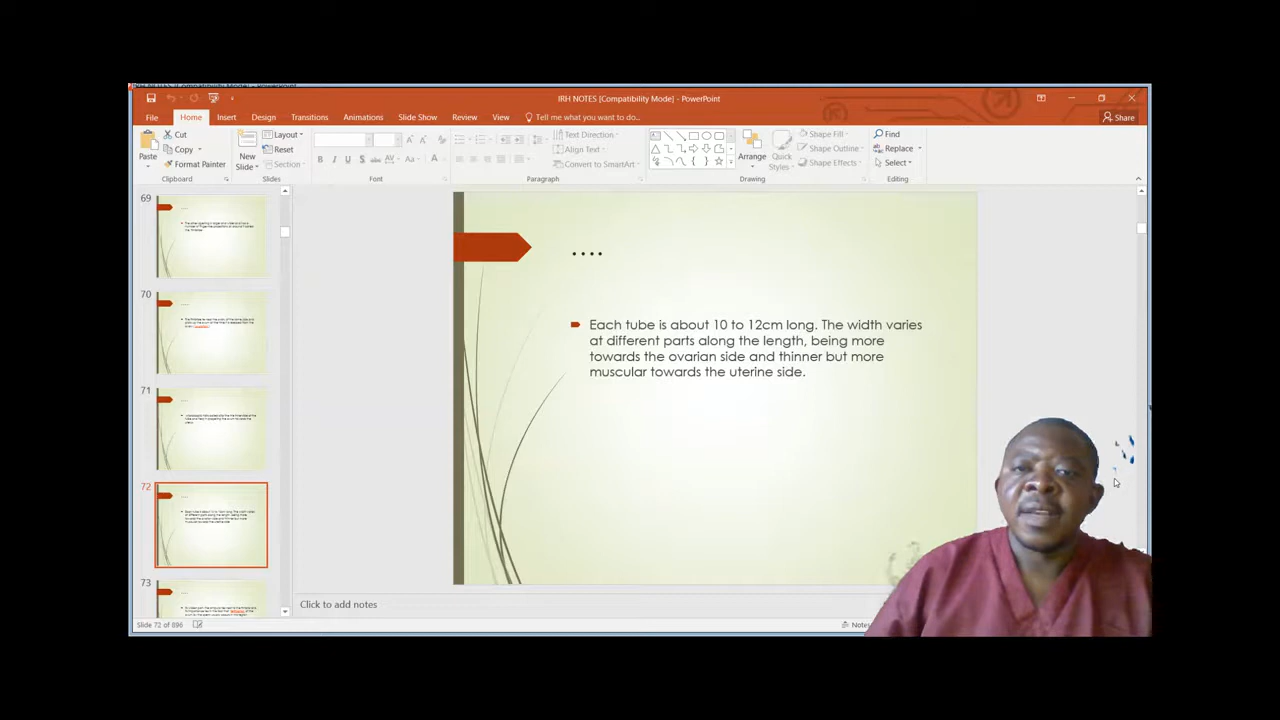 IRH NOTES [Compatibility Mode] - PowerPoint
File Home Insert Design Transitions Animations Slide Show Review View Tell me what you want to do... Share
Paste
Cut
Copy
Format Painter
Clipboard
New Slide
Layout
Reset
Section
Slides
Font
Text Direction
Align Text
Convert to SmartArt
Paragraph
Arrange
Quick Styles
Shape Fill
Shape Outline
Shape Effects
Drawing
Find
Replace
Select
Editing
69
70
71
72
73
....
Each tube is about 10 to 12cm long. The width varies
at different parts along the length, being more
towards the ovarian side and thinner but more
muscular towards the uterine side.
Click to add notes
Slide 72 of 896
Notes